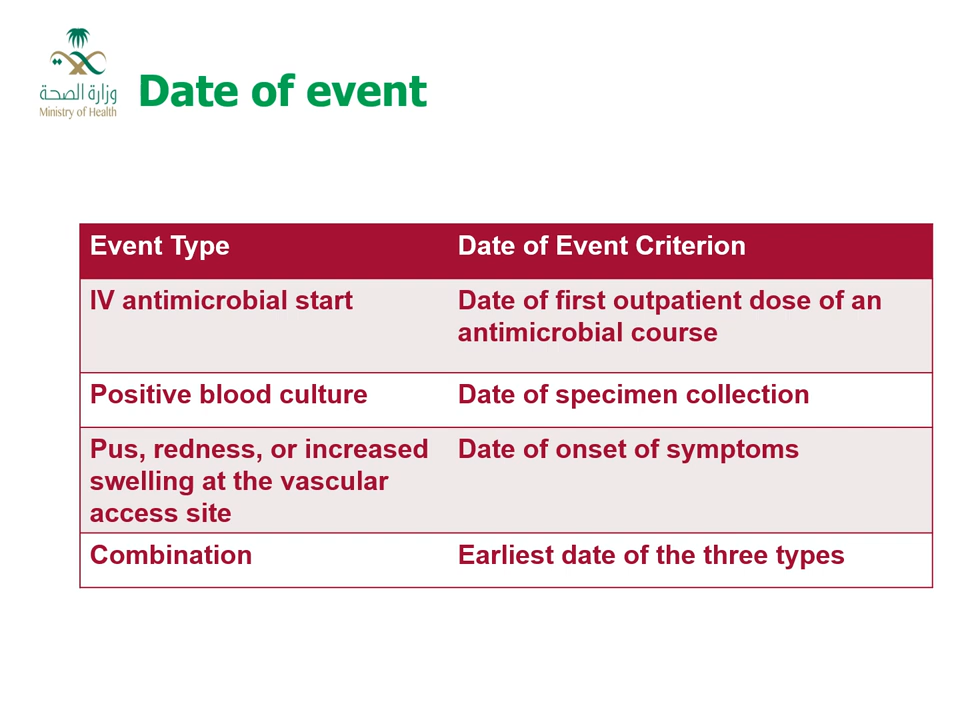 وزارة الصحة
Ministry of Health
Date of event
Event Type
Date of Event Criterion
IV antimicrobial start
Date of first outpatient dose of an
antimicrobial course
Positive blood culture
Date of specimen collection
Pus, redness, or increased
swelling at the vascular
access site
Date of onset of symptoms
Combination
Earliest date of the three types